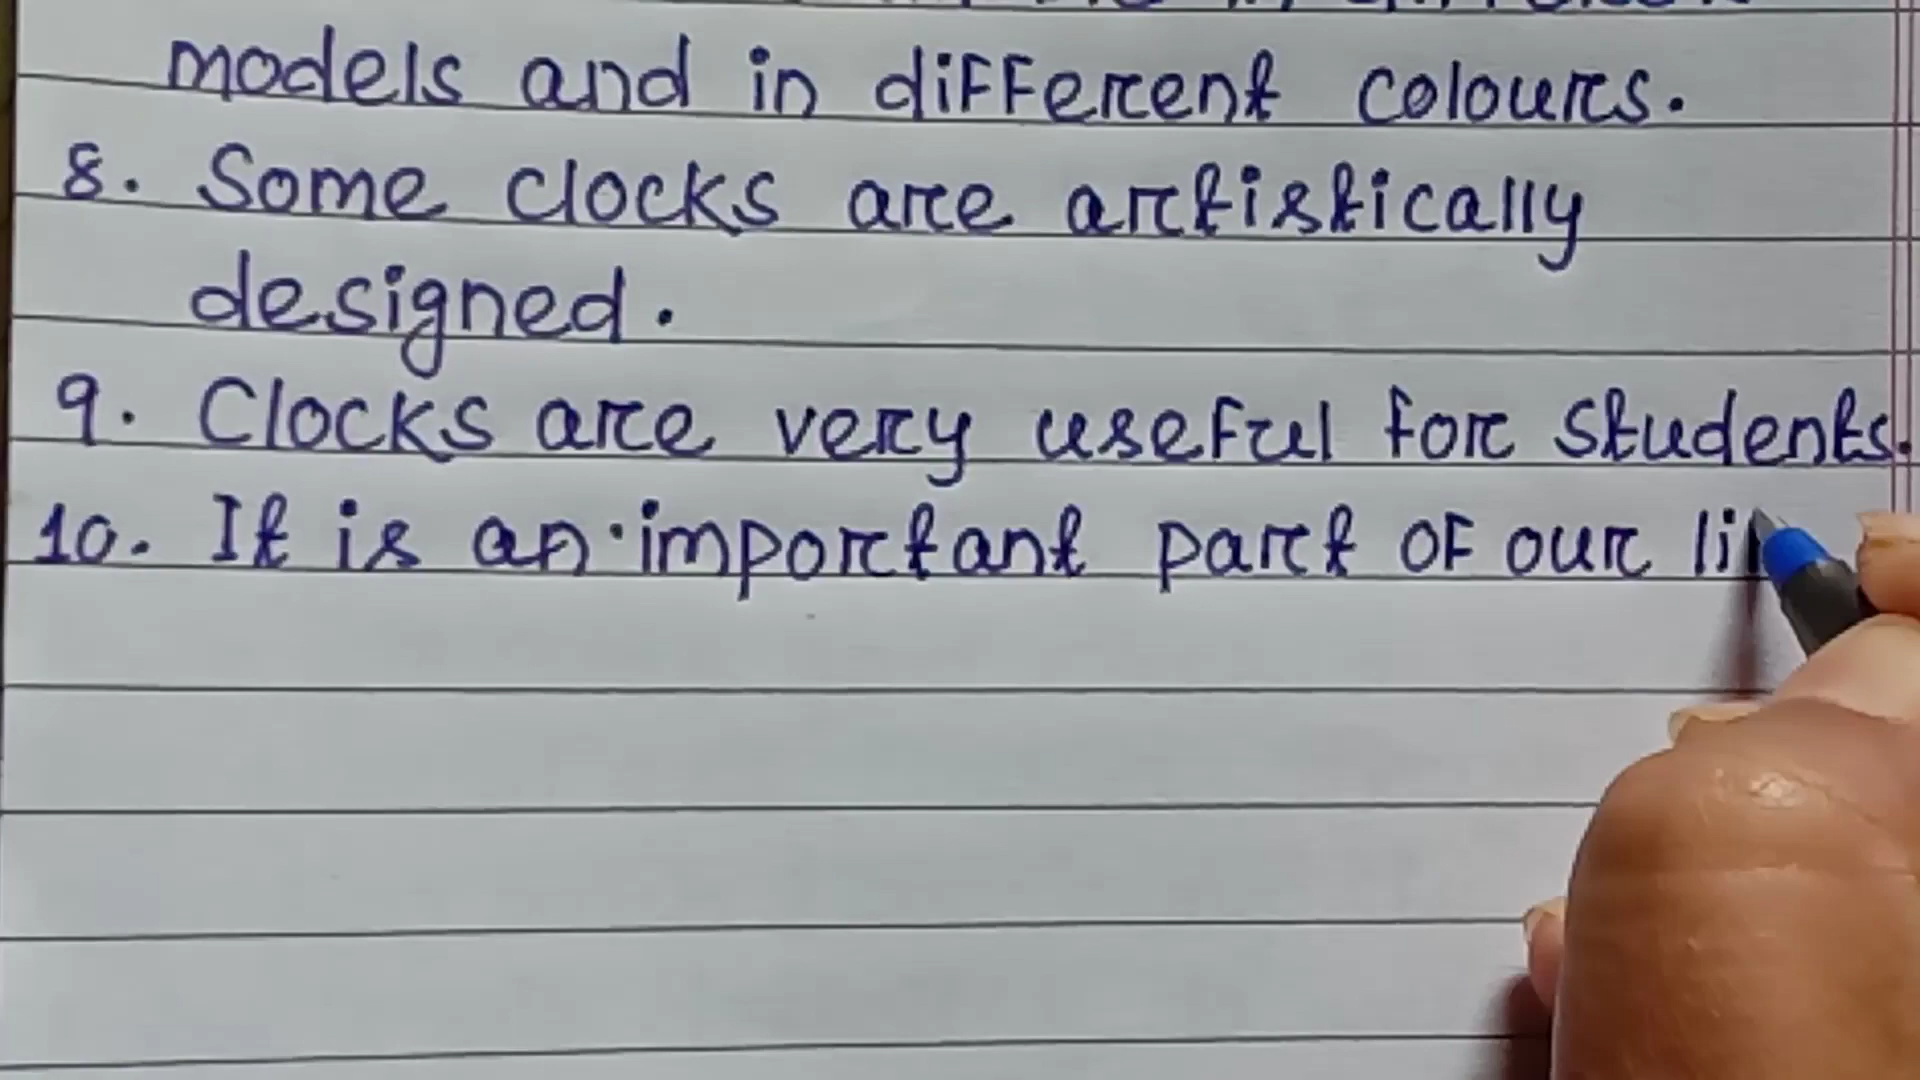 models and in different colours.
8. Some clocks are artistically
designed.
9. Clocks are very useful for students.
10. It is an important part of our li